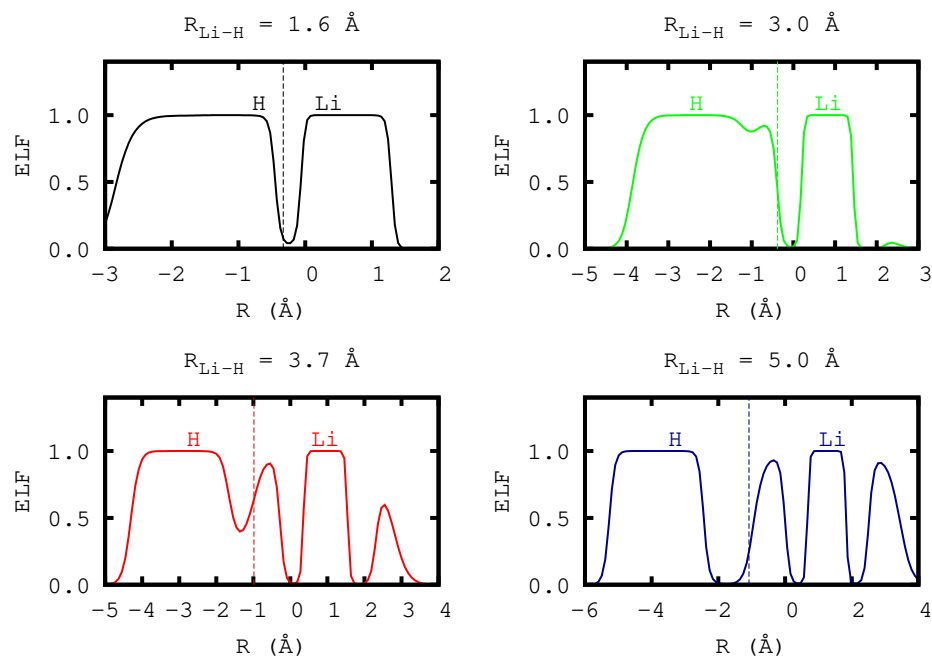 R_Li-H = 1.6 Å
ELF
1.0
0.5
0.0
H
Li
−3 −2 −1 0 1 2
R (Å)
R_Li-H = 3.0 Å
ELF
1.0
0.5
0.0
H
Li
−5 −4 −3 −2 −1 0 1 2 3
R (Å)
R_Li-H = 3.7 Å
ELF
1.0
0.5
0.0
H
Li
−5 −4 −3 −2 −1 0 1 2 3 4
R (Å)
R_Li-H = 5.0 Å
ELF
1.0
0.5
0.0
H
Li
−6 −4 −2 0 2 4
R (Å)